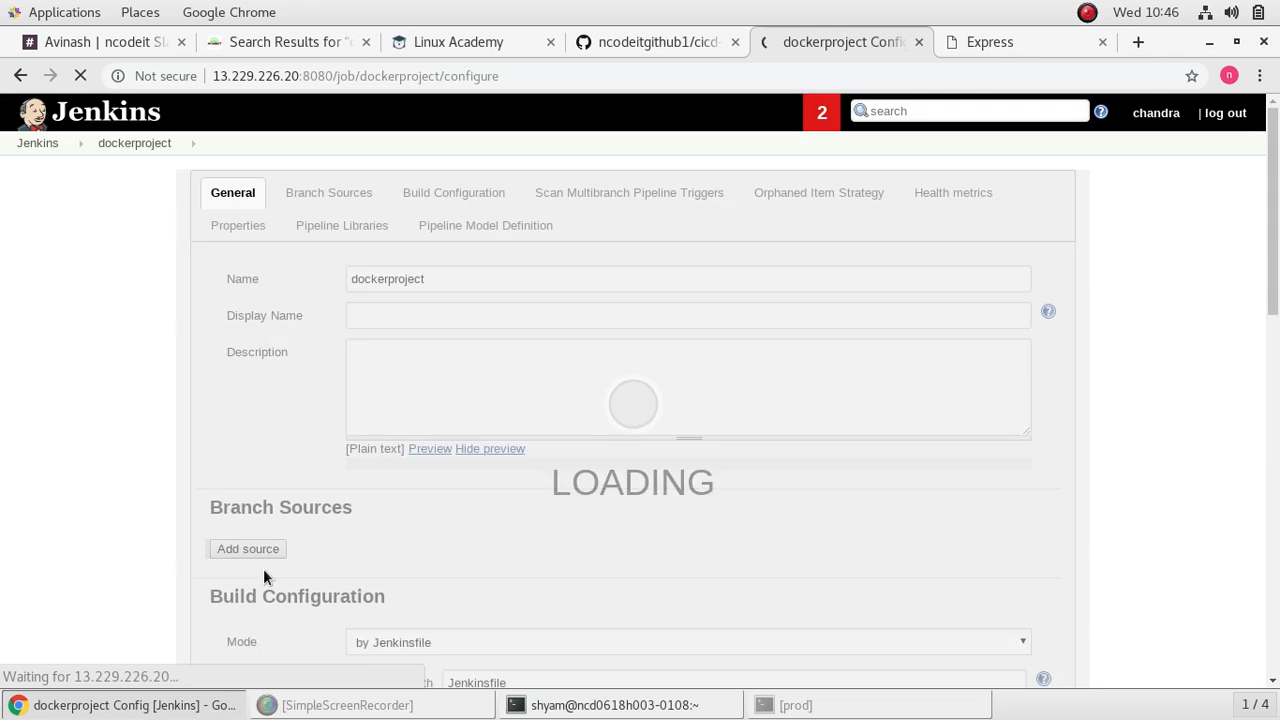 Applications Places Google Chrome Wed 10:46
Avinash | ncodeit Sla Search Results for "d Linux Academy ncodeitgithub1/cicd- dockerproject Confi Express
Not secure 13.229.226.20:8080/job/dockerproject/configure n
Jenkins 2 search ? chandra | log out
Jenkins dockerproject
General Branch Sources Build Configuration Scan Multibranch Pipeline Triggers Orphaned Item Strategy Health metrics
Properties Pipeline Libraries Pipeline Model Definition
Name dockerproject
Display Name ?
Description
[Plain text] Preview Hide preview
LOADING
Branch Sources
Add source
Build Configuration
Mode by Jenkinsfile
Waiting for 13.229.226.20... th Jenkinsfile ?
dockerproject Config [Jenkins] - Go... [SimpleScreenRecorder] shyam@ncd0618h003-0108:~ [prod] 1 / 4